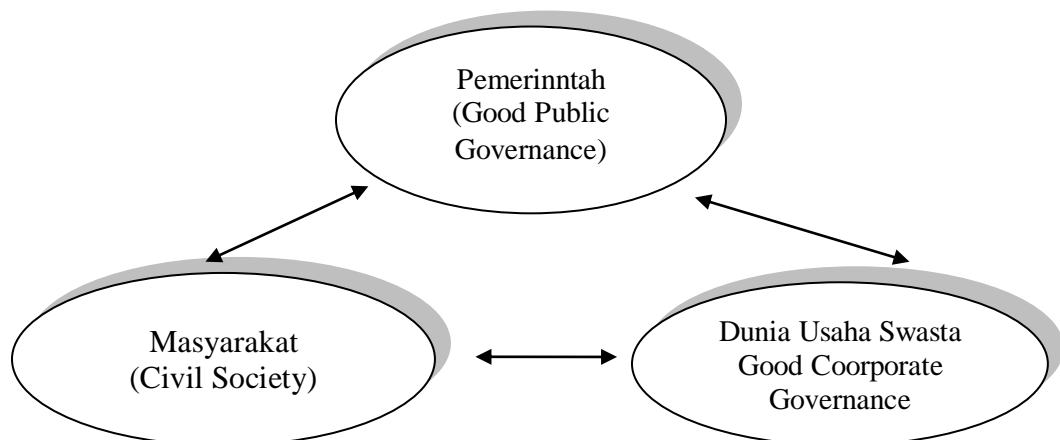 Pemerinntah
(Good Public
Governance)
Masyarakat
(Civil Society)
Dunia Usaha Swasta
Good Coorporate
Governance